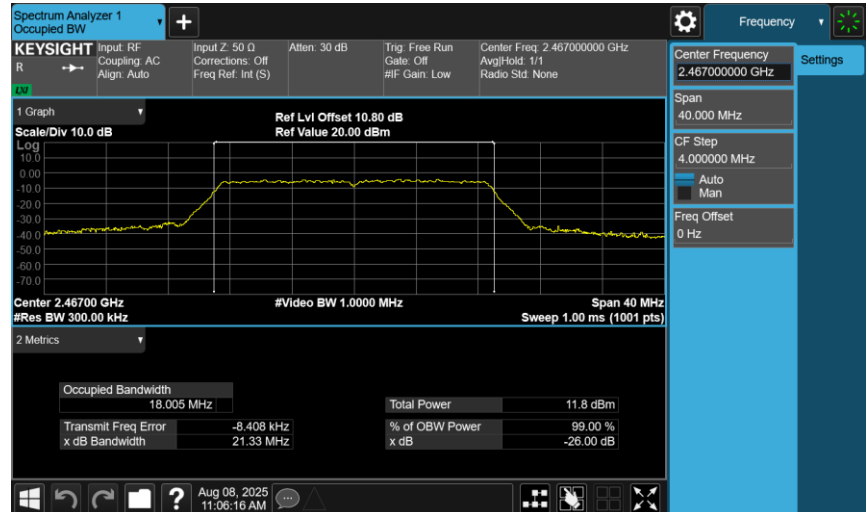 Spectrum Analyzer 1
Occupied BW
Frequency
KEYSIGHT
R
LXI
Input: RF
Coupling: AC
Align: Auto
Input Z: 50 Ω
Corrections: Off
Freq Ref: Int (S)
Atten: 30 dB
Trig: Free Run
Gate: Off
#IF Gain: Low
Center Freq: 2.467000000 GHz
Avg|Hold: 1/1
Radio Std: None
Center Frequency
2.467000000 GHz
Settings
Span
40.000 MHz
CF Step
4.000000 MHz
Auto
Man
Freq Offset
0 Hz
1 Graph
Scale/Div 10.0 dB
Ref Lvl Offset 10.80 dB
Ref Value 20.00 dBm
Log
10.0
0.00
-10.0
-20.0
-30.0
-40.0
-50.0
-60.0
-70.0
Center 2.46700 GHz
#Video BW 1.0000 MHz
Span 40 MHz
#Res BW 300.00 kHz
Sweep 1.00 ms (1001 pts)
2 Metrics
Occupied Bandwidth
18.005 MHz
Total Power 11.8 dBm
Transmit Freq Error -8.408 kHz
% of OBW Power 99.00 %
x dB Bandwidth 21.33 MHz
x dB -26.00 dB
?
Aug 08, 2025
11:06:16 AM